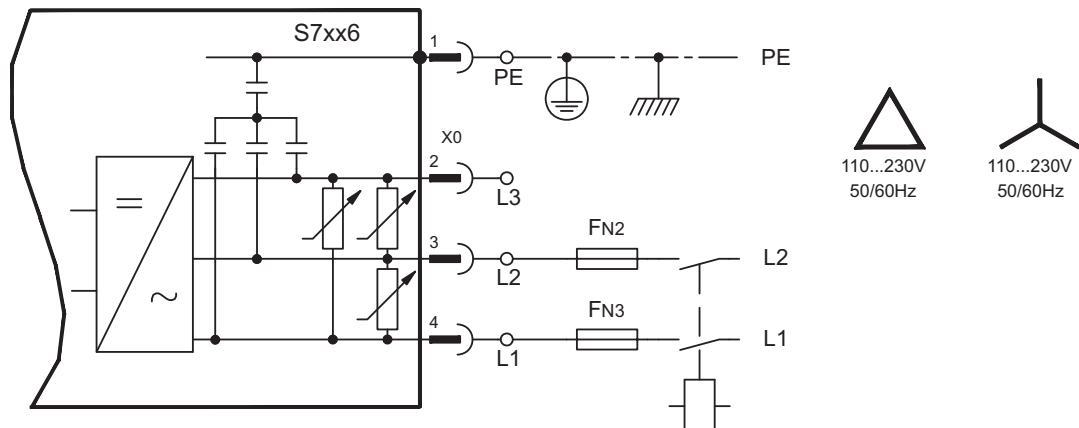 S7xx6
1
PE
PE
X0
2
L3
3
L2
FN2
L2
4
L1
FN3
L1
110...230V
50/60Hz
110...230V
50/60Hz